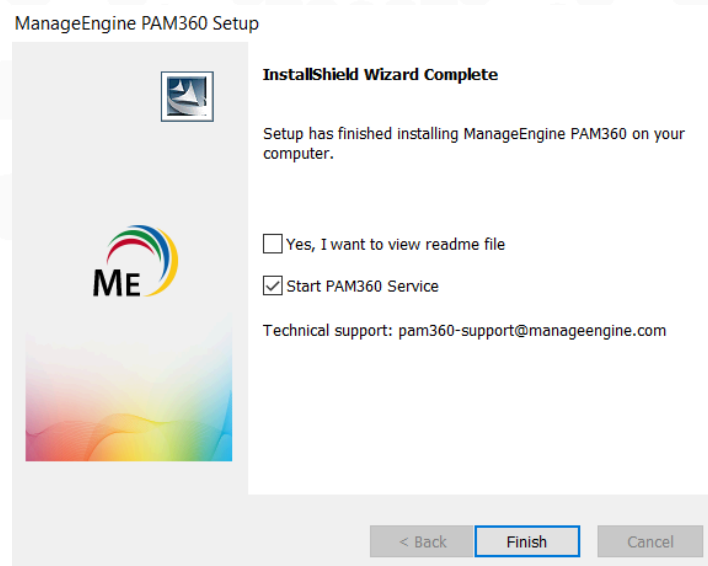 ManageEngine PAM360 Setup
InstallShield Wizard Complete
Setup has finished installing ManageEngine PAM360 on your
computer.
ME
Yes, I want to view readme file
Start PAM360 Service
Technical support: pam360-support@manageengine.com
< Back
Finish
Cancel